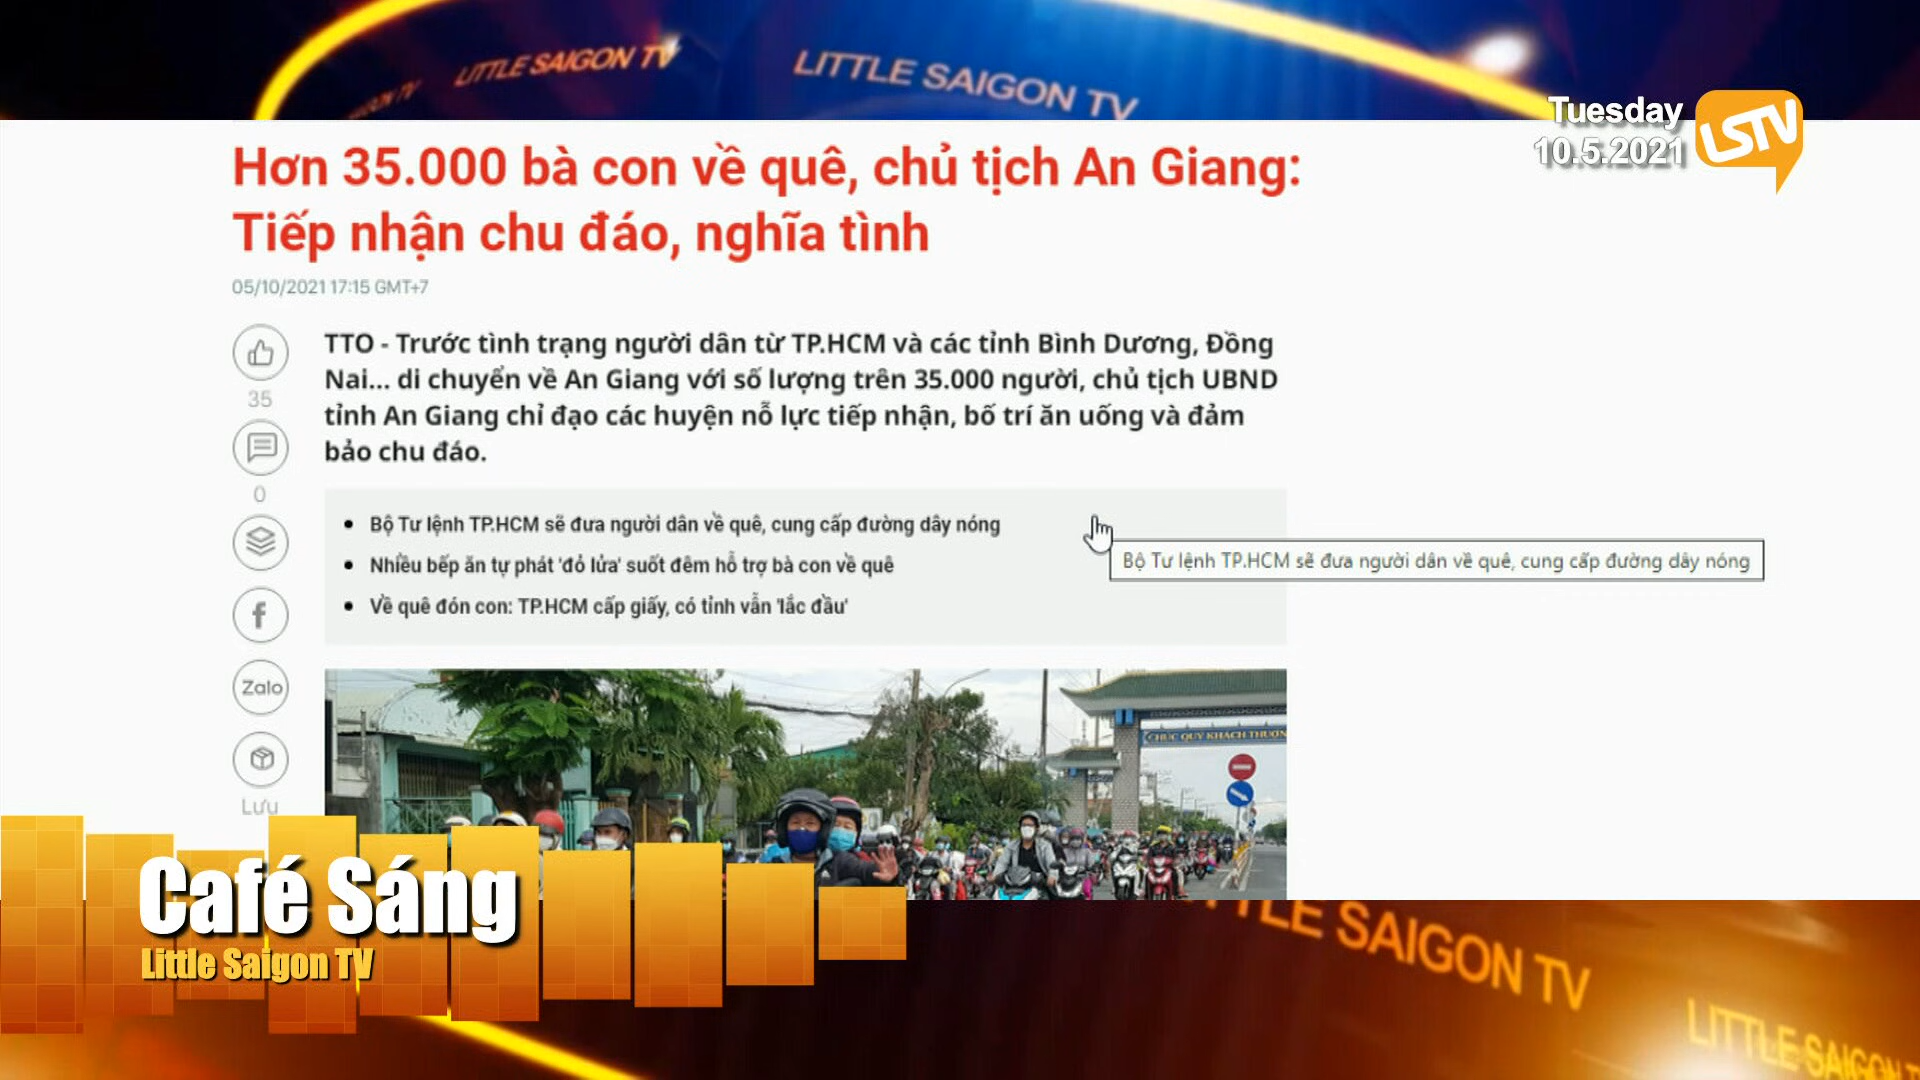 LITTLE SAIGON TV
LITTLE SAIGON TV
Tuesday
10.5.2021
LSTV
Hơn 35.000 bà con về quê, chủ tịch An Giang:
Tiếp nhận chu đáo, nghĩa tình
05/10/2021 17:15 GMT+7
TTO - Trước tình trạng người dân từ TP.HCM và các tỉnh Bình Dương, Đồng
Nai... di chuyển về An Giang với số lượng trên 35.000 người, chủ tịch UBND
tỉnh An Giang chỉ đạo các huyện nỗ lực tiếp nhận, bố trí ăn uống và đảm
bảo chu đáo.
35
0
Zalo
Lưu
• Bộ Tư lệnh TP.HCM sẽ đưa người dân về quê, cung cấp đường dây nóng
• Nhiều bếp ăn tự phát 'đỏ lửa' suốt đêm hỗ trợ bà con về quê
• Về quê đón con: TP.HCM cấp giấy, có tỉnh vẫn 'lắc đầu'
Bộ Tư lệnh TP.HCM sẽ đưa người dân về quê, cung cấp đường dây nóng
CHUC QUY KHACH THUON
Café Sáng
Little Saigon TV
TLE SAIGON TV
LITTLE SAIGON T